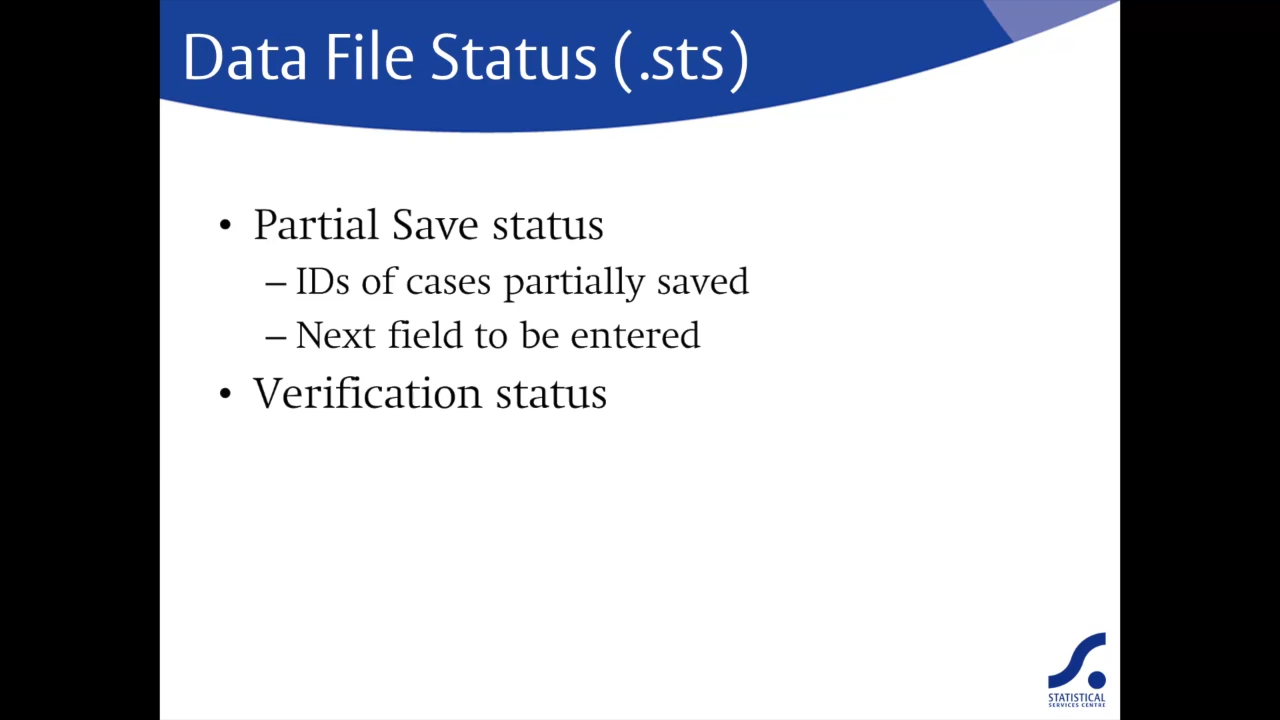 Data File Status (.sts)
• Partial Save status
– IDs of cases partially saved
– Next field to be entered
• Verification status
STATISTICAL
SERVICES CENTRE